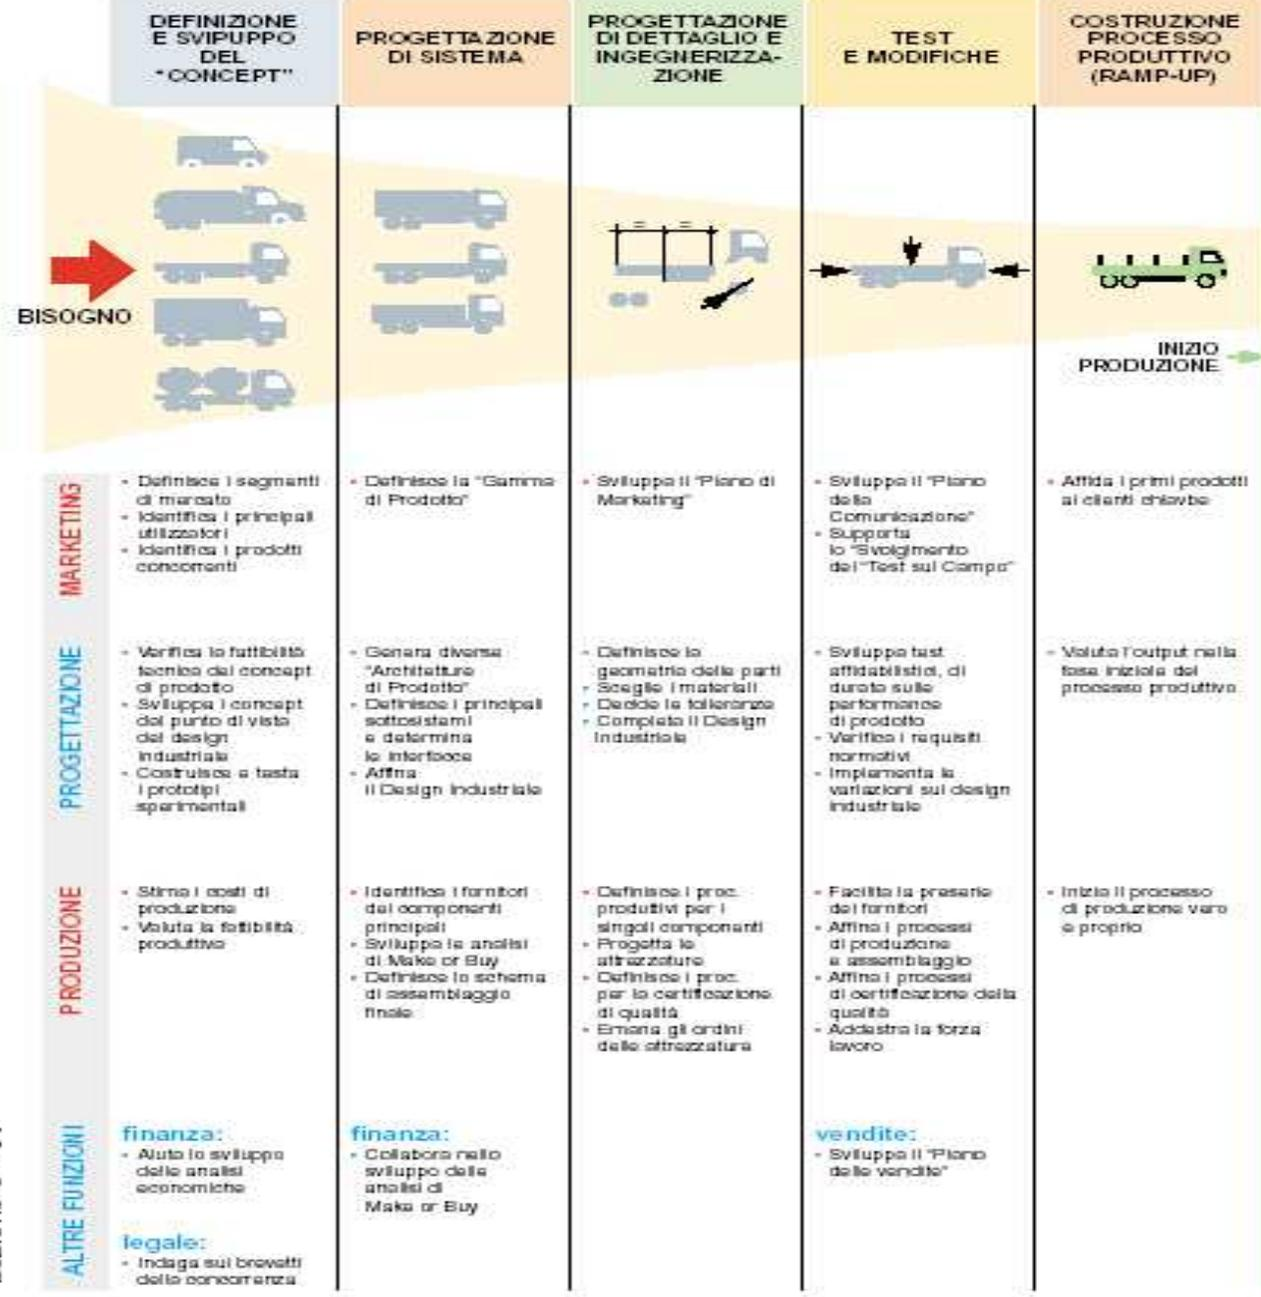 DEFINIZIONE
E SVIPUPPO
DEL
"CONCEPT"
PROGETTAZIONE
DI SISTEMA
PROGETTAZIONE
DI DETTAGLIO E
INGEGNERIZZA-
ZIONE
TEST
E MODIFICHE
COSTRUZIONE
PROCESSO
PRODUTTIVO
(RAMP-UP)
BISOGNO
INIZIO
PRODUZIONE
MARKETING
- Definisce i segmenti
di mercato
- Identifica i principali
utilizzatori
- Identifica i prodotti
concorrenti
- Definisce la "Gamma
di Prodotto"
- Sviluppa il "Piano di
Marketing"
- Sviluppa il "Piano
della
Comunicazione"
- Supporta
lo "Svolgimento
dei "Test sul Campo"
- Affida i primi prodotti
ai clienti chiavbe
PROGETTAZIONE
- Verifica la fattibilità
tecnica dei concept
di prodotto
- Sviluppa i concept
dal punto di vista
del design
industriale
- Costruisce e testa
i prototipi
sperimentali
- Genera diverse
"Architetture
di Prodotto"
- Definisce i principali
sottosistemi
e determina
le interfacce
- Affina
il Design Industriale
- Definisce la
geometria delle parti
- Sceglie i materiali
- Decide le tolleranze
- Completa il Design
Industriale
- Sviluppa test
affidabilistici, di
durata sulle
performance
di prodotto
- Verifica i requisiti
normativi
- Implementa le
variazioni sul design
industriale
- Valuta l'output nella
fase iniziale del
processo produttivo
PRODUZIONE
- Stima i costi di
produzione
- Valuta la fattibilità
produttiva
- Identifica i fornitori
dei componenti
principali
- Sviluppa le analisi
di Make or Buy
- Definisce lo schema
di assemblaggio
finale
- Definisce i proc.
produttivi per i
singoli componenti
- Progetta le
attrezzature
- Definisce i proc.
per la certificazione
di qualità
- Emana gli ordini
delle attrezzature
- Facilita la preserie
dei fornitori
- Affina i processi
di produzione
e assemblaggio
- Affina i processi
di certificazione della
qualità
- Addestra la forza
lavoro
- Inizia il processo
di produzione vero
e proprio
ALTRE FUNZIONI
finanza:
- Aiuta lo sviluppo
delle analisi
economiche
legale:
- Indaga sui brevetti
della concorrenza
finanza:
- Collabora nello
sviluppo delle
analisi di
Make or Buy
vendite:
- Sviluppa il "Piano
delle vendite"